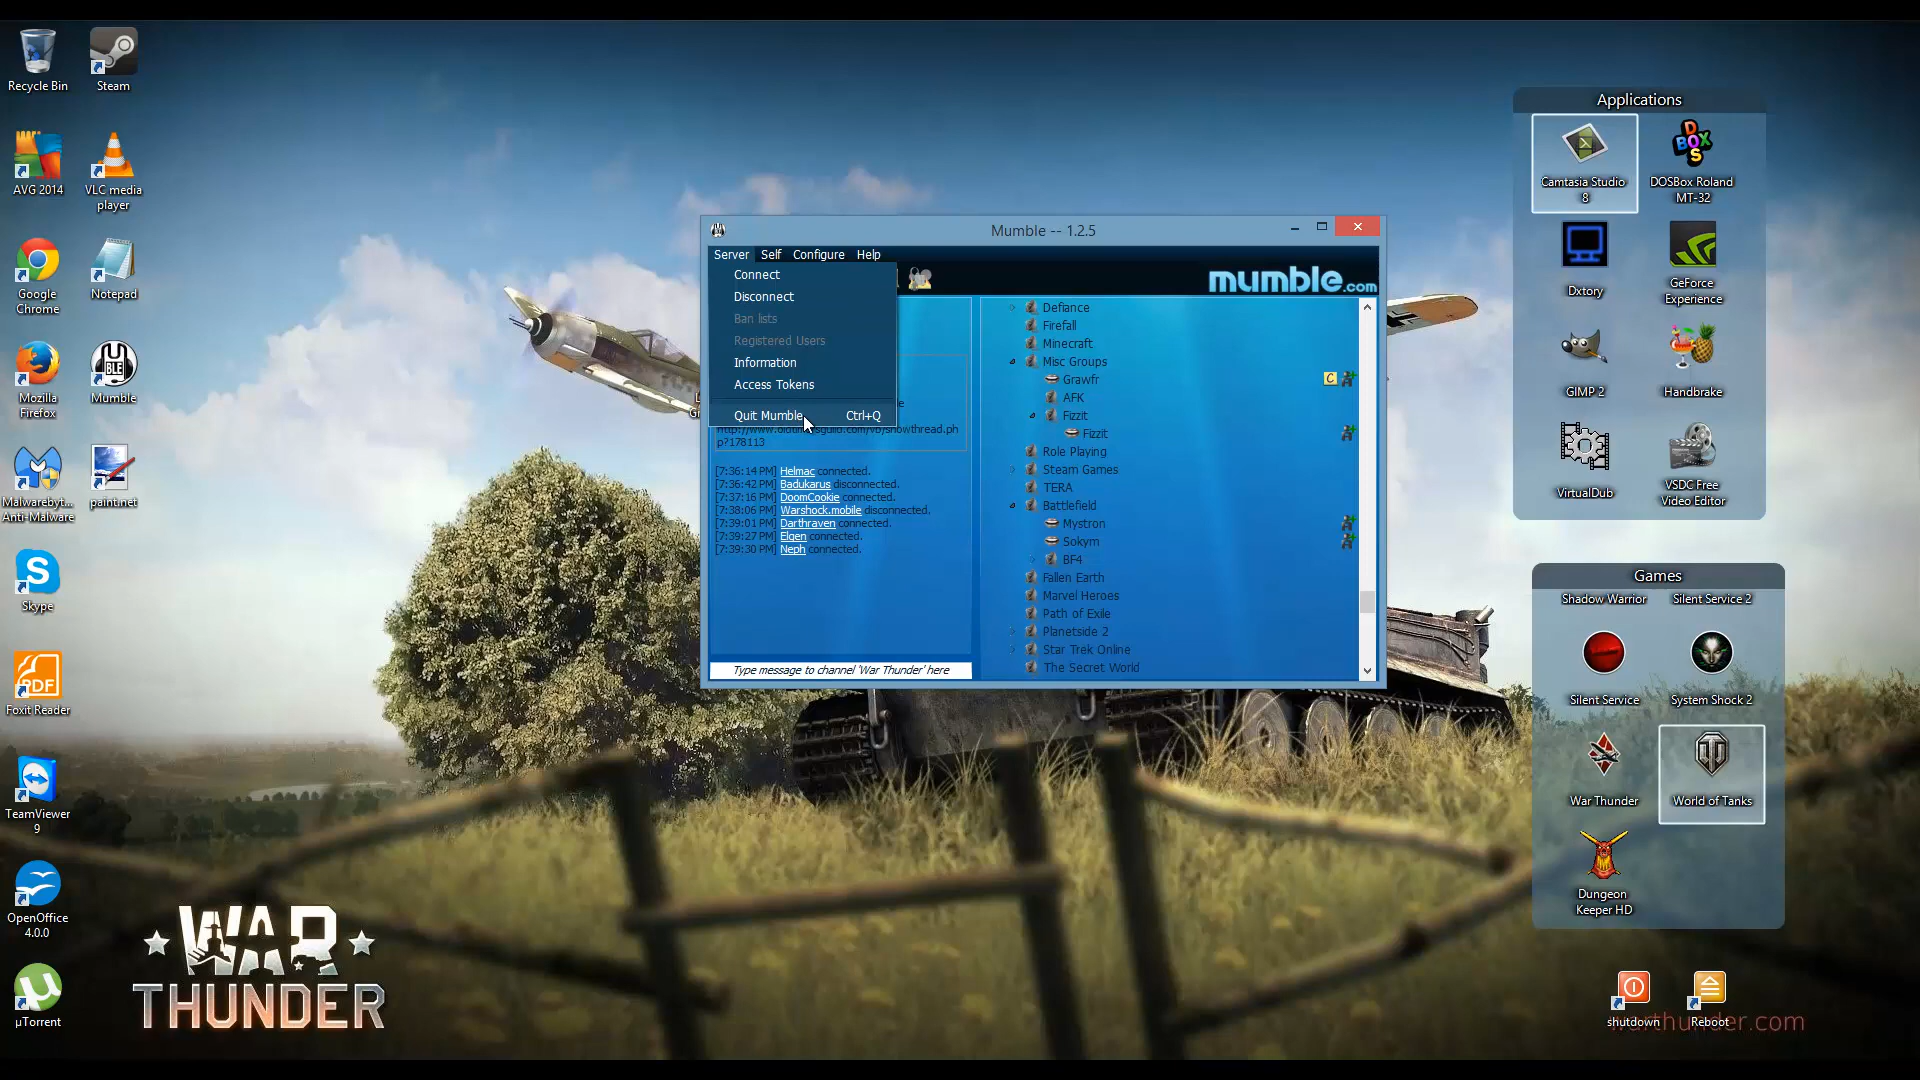 Recycle Bin
Steam
AVG 2014
VLC media
player
Google
Chrome
Notepad
Mozilla
Firefox
Mumble
Malwarebyt...
Anti-Malware
paint.net
Skype
Foxit Reader
TeamViewer
9
OpenOffice
4.0.0
µTorrent
WAR
THUNDER
Mumble -- 1.2.5
Server
Self
Configure
Help
mumble.com
Connect
Disconnect
Ban lists
Registered Users
Information
Access Tokens
Quit Mumble
Ctrl+Q
p?178113
[7:36:14 PM] Helmac connected.
[7:36:42 PM] Badukarus disconnected.
[7:37:16 PM] DoomCookie connected.
[7:38:06 PM] Warshock.mobile disconnected.
[7:39:01 PM] Darthraven connected.
[7:39:27 PM] Elgen connected.
[7:39:30 PM] Neph connected.
Type message to channel 'War Thunder' here
Defiance
Firefall
Minecraft
Misc Groups
Grawfr
C
AFK
Fizzit
Fizzit
Role Playing
Steam Games
TERA
Battlefield
Mystron
Sokym
BF4
Fallen Earth
Marvel Heroes
Path of Exile
Planetside 2
Star Trek Online
The Secret World
Applications
Camtasia Studio
8
DOSBox Roland
MT-32
Dxtory
GeForce
Experience
GIMP 2
Handbrake
VirtualDub
VSDC Free
Video Editor
Games
Shadow Warrior
Silent Service 2
Silent Service
System Shock 2
War Thunder
World of Tanks
Dungeon
Keeper HD
shutdown
Reboot
warthunder.com